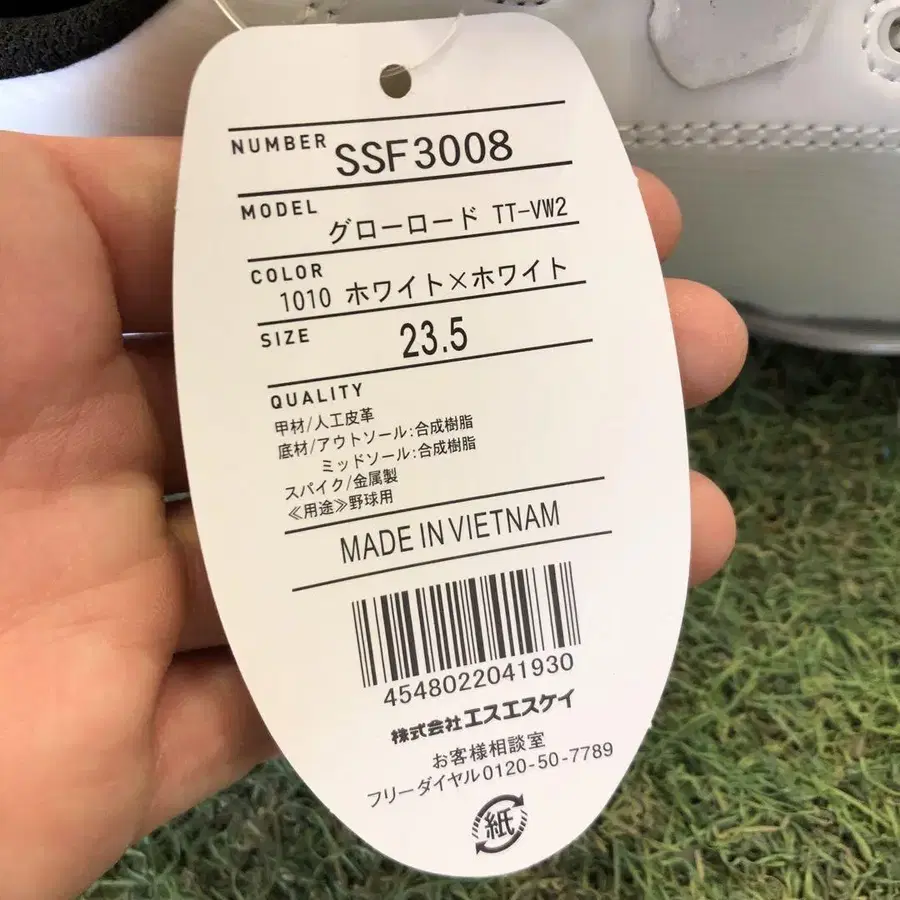 NUMBER SSF3008
MODEL グローロード TT-VW2
COLOR 1010 ホワイト×ホワイト
SIZE 23.5
QUALITY
甲材/人工皮革
底材/アウトソール:合成樹脂
ミッドソール:合成樹脂
スパイク/金属製
≪用途≫野球用
MADE IN VIETNAM
4548022041930
株式会社エスエスケイ
お客様相談室
フリーダイヤル0120-50-7789
紙